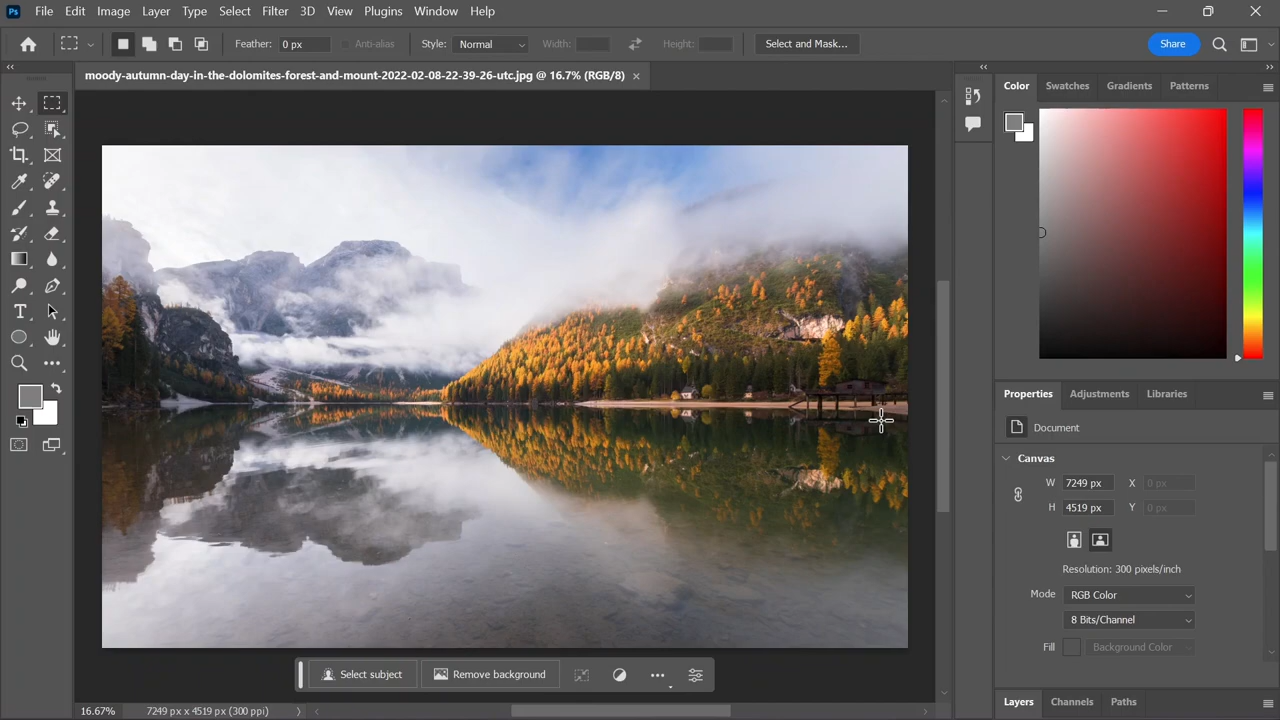 Ps File Edit Image Layer Type Select Filter 3D View Plugins Window Help
Feather: 0 px Anti-alias Style: Normal Width: Height: Select and Mask... Share
moody-autumn-day-in-the-dolomites-forest-and-mount-2022-02-08-22-39-26-utc.jpg @ 16.7% (RGB/8)
Color Swatches Gradients Patterns
Properties Adjustments Libraries
Document
Canvas
W 7249 px X 0 px
H 4519 px Y 0 px
Resolution: 300 pixels/inch
Mode RGB Color
8 Bits/Channel
Fill Background Color
Select subject Remove background
Layers Channels Paths
16.67% 7249 px x 4519 px (300 ppi)